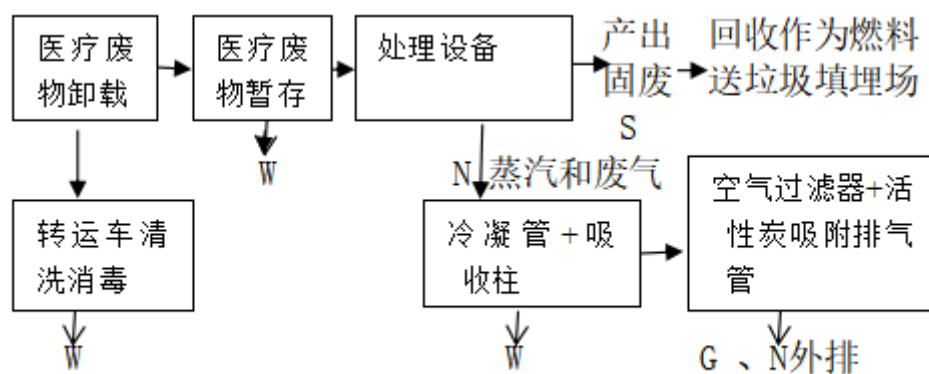 医疗废
物卸载
医疗废
物暂存
处理设备
产出
固废
S
回收作为燃料
送垃圾填埋场
W
N
蒸汽和废气
转运车清
洗消毒
冷凝管+吸
收柱
空气过滤器+活
性炭吸附排气
管
W
W
G 、N外排